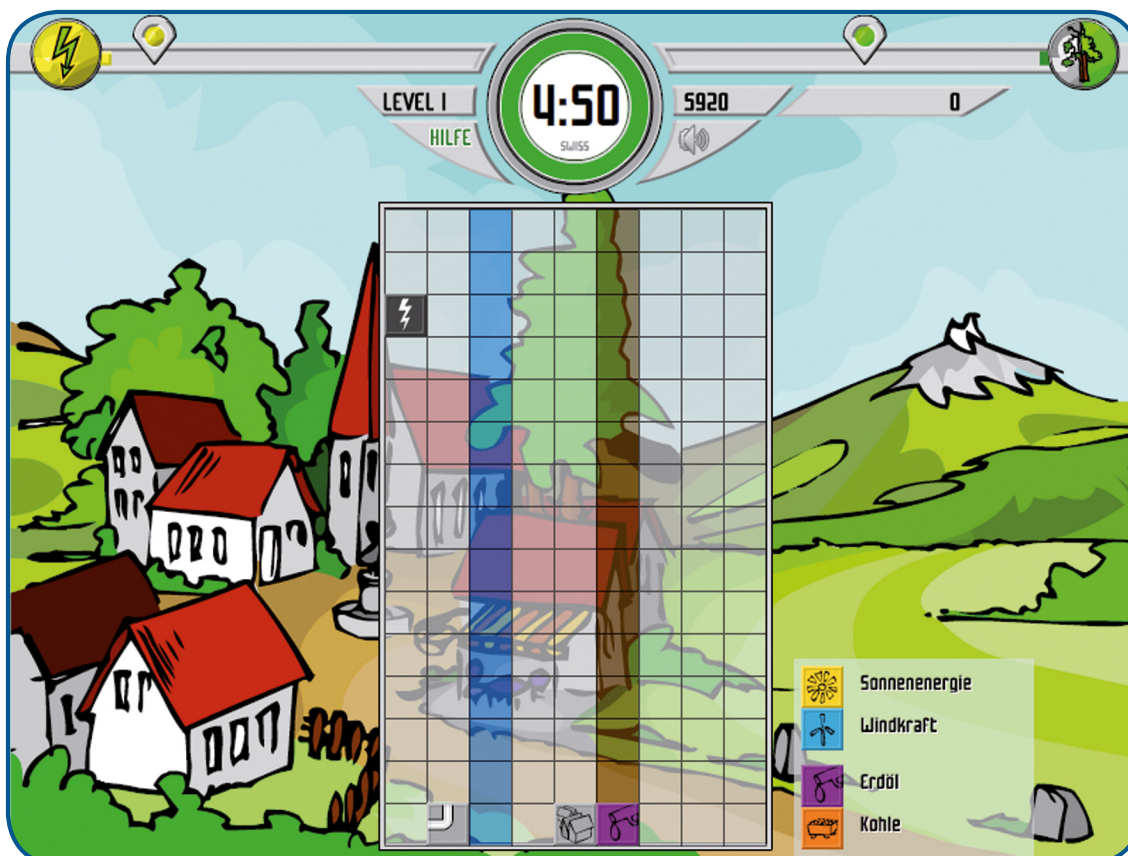 LEVEL 1
4:50
5920
0
HILFE
SWISS
Sonnenenergie
Windkraft
Erdöl
Kohle